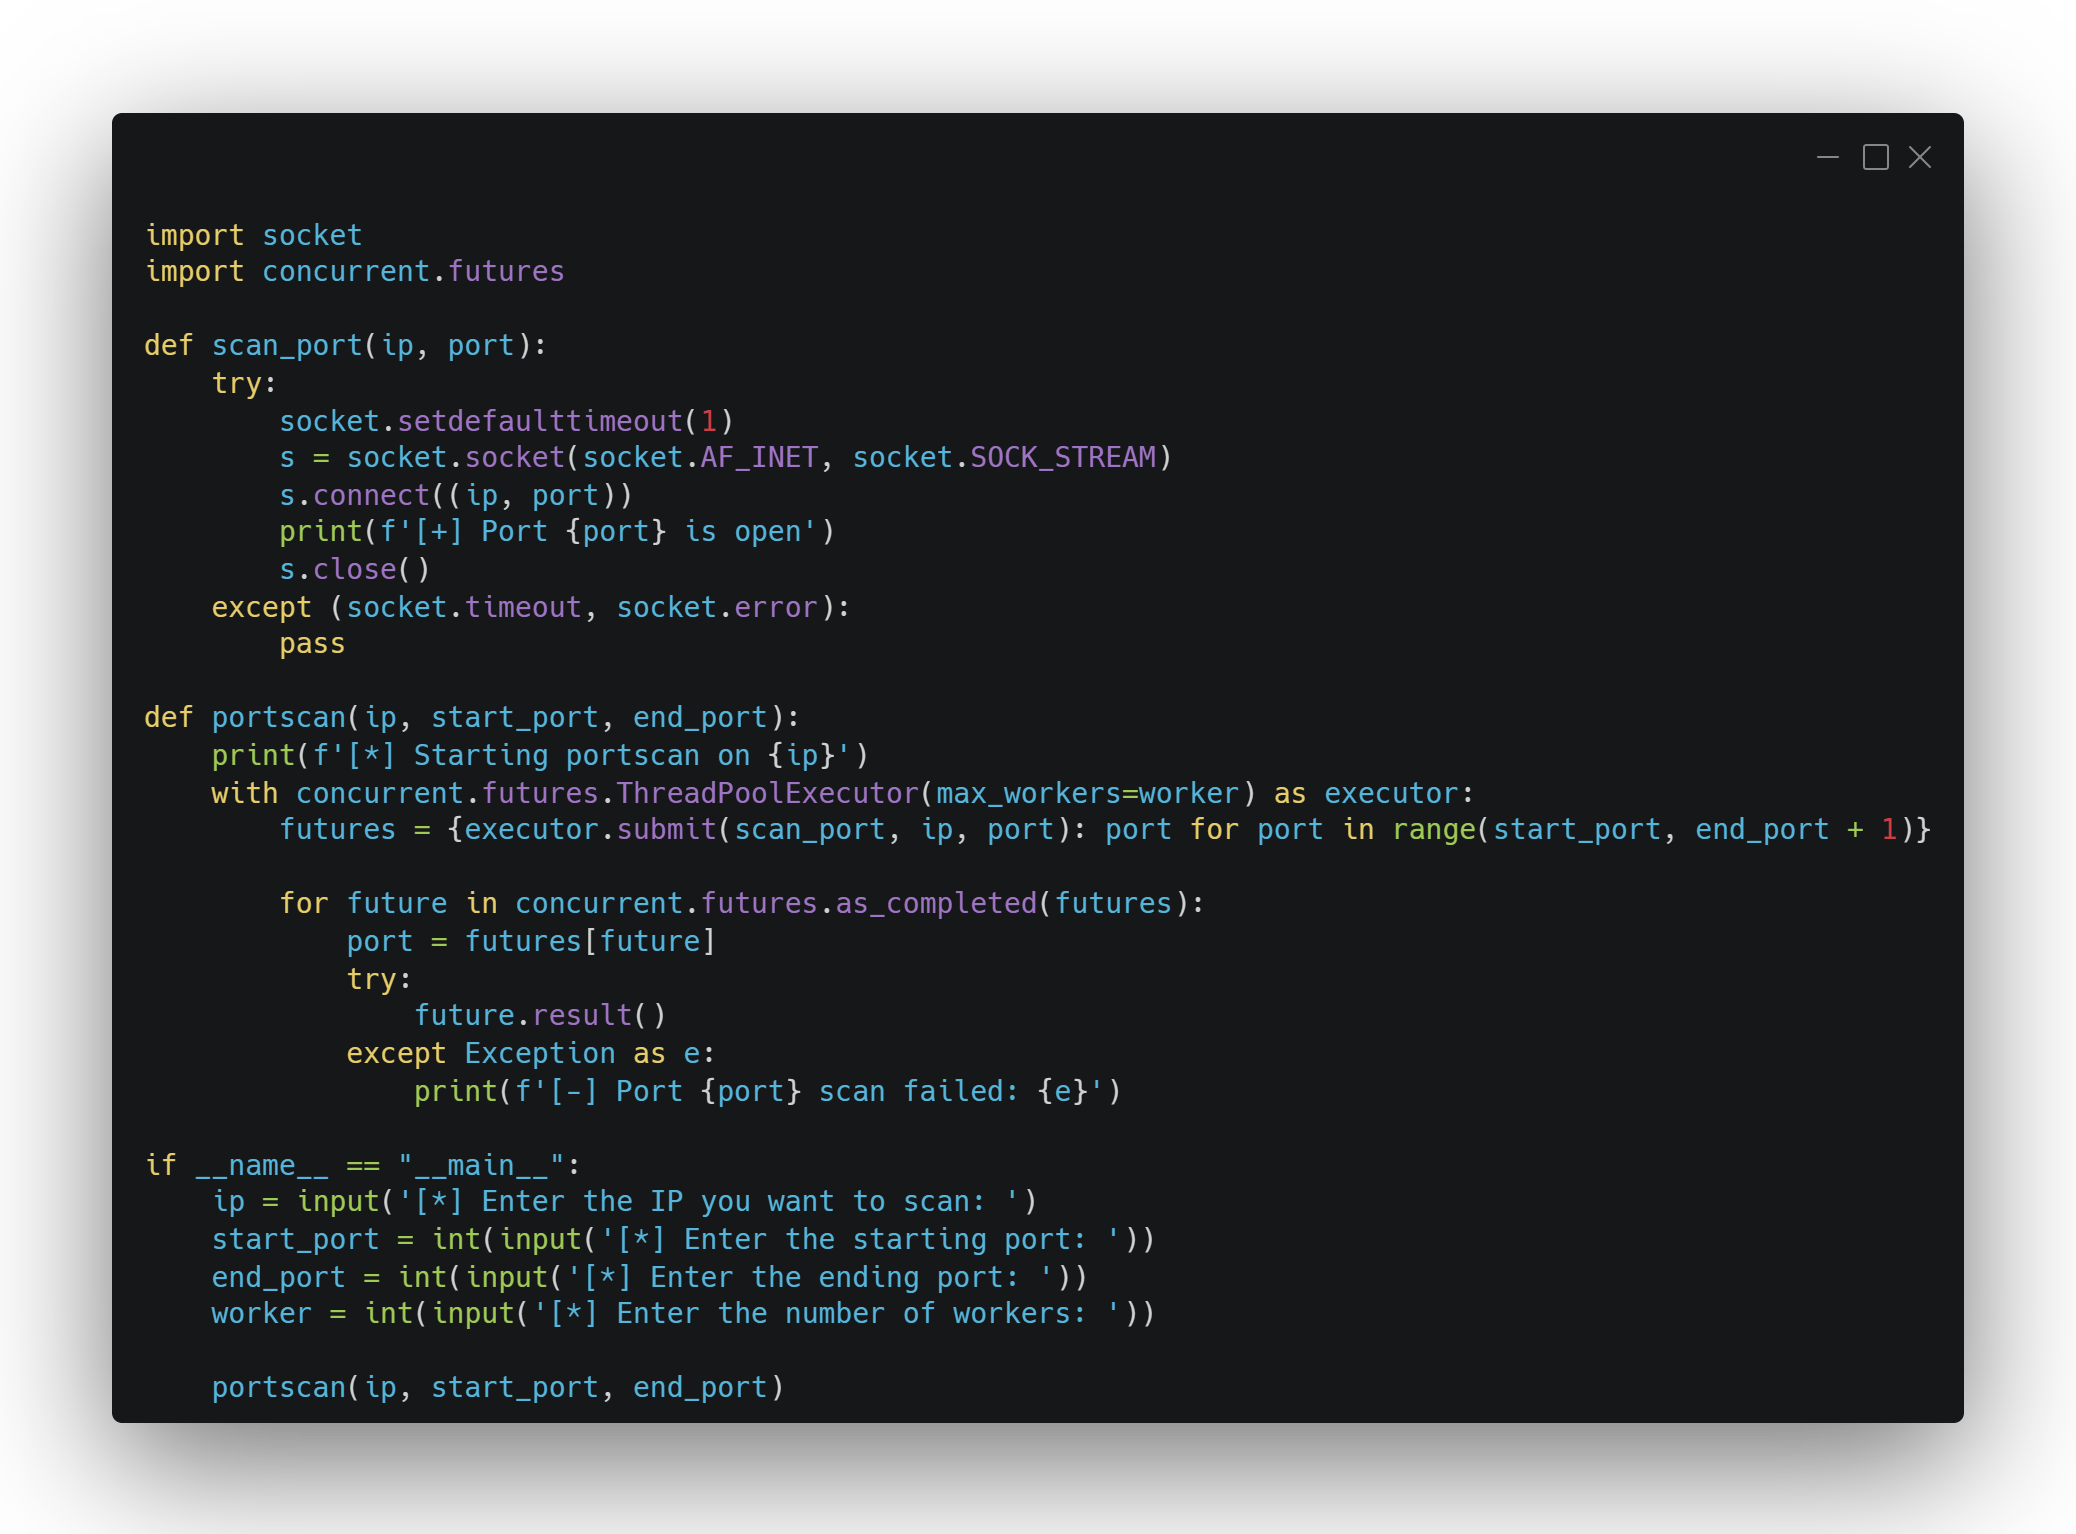 import socket
import concurrent.futures

def scan_port(ip, port):
    try:
        socket.setdefaulttimeout(1)
        s = socket.socket(socket.AF_INET, socket.SOCK_STREAM)
        s.connect((ip, port))
        print(f'[+] Port {port} is open')
        s.close()
    except (socket.timeout, socket.error):
        pass

def portscan(ip, start_port, end_port):
    print(f'[*] Starting portscan on {ip}')
    with concurrent.futures.ThreadPoolExecutor(max_workers=worker) as executor:
        futures = {executor.submit(scan_port, ip, port): port for port in range(start_port, end_port + 1)}

        for future in concurrent.futures.as_completed(futures):
            port = futures[future]
            try:
                future.result()
            except Exception as e:
                print(f'[-] Port {port} scan failed: {e}')

if __name__ == "__main__":
    ip = input('[*] Enter the IP you want to scan: ')
    start_port = int(input('[*] Enter the starting port: '))
    end_port = int(input('[*] Enter the ending port: '))
    worker = int(input('[*] Enter the number of workers: '))

    portscan(ip, start_port, end_port)